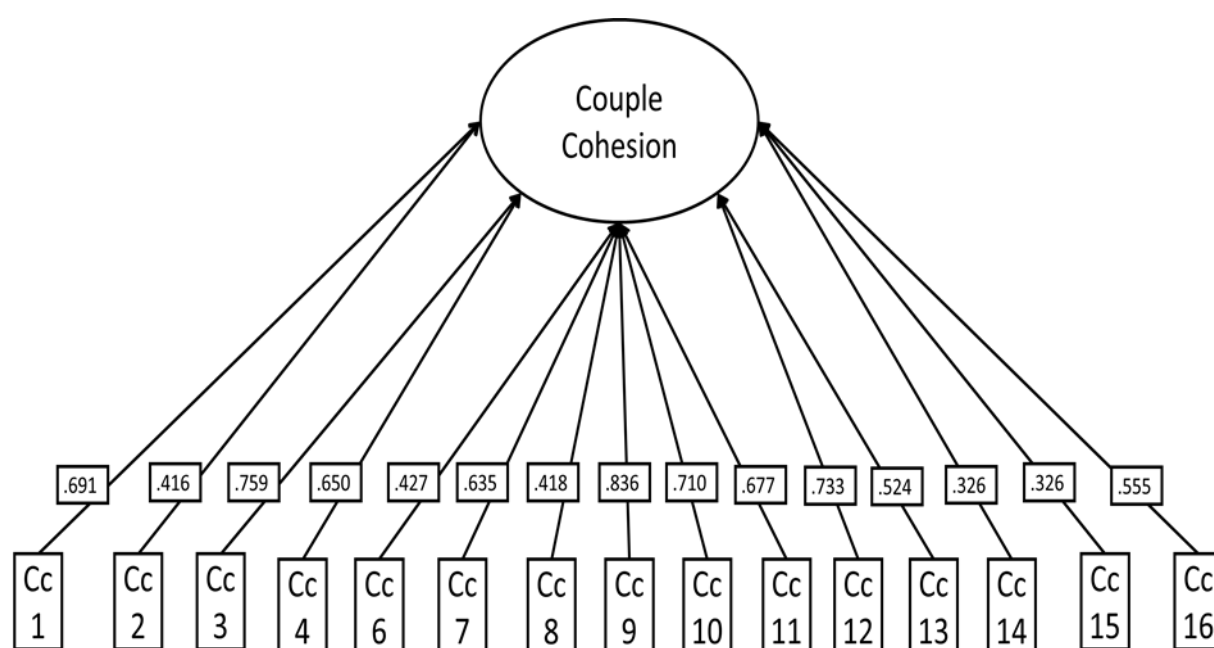 Couple
Cohesion
.691 .416 .759 .650 .427 .635 .418 .836 .710 .677 .733 .524 .326 .326 .555
Cc Cc Cc Cc Cc Cc Cc Cc Cc Cc Cc Cc Cc Cc Cc
1 2 3 4 6 7 8 9 10 11 12 13 14 15 16